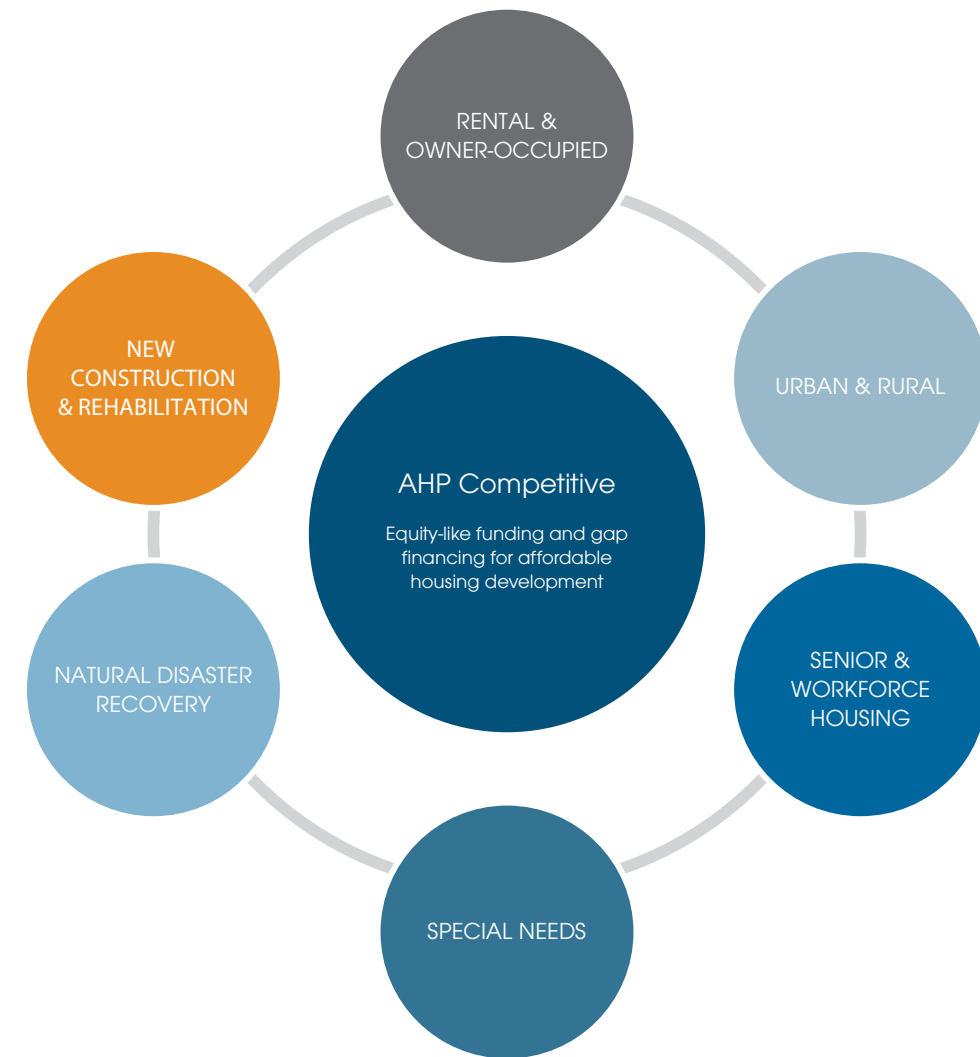 RENTAL &
OWNER-OCCUPIED
NEW
CONSTRUCTION
& REHABILITATION
URBAN & RURAL
AHP Competitive
Equity-like funding and gap
financing for affordable
housing development
NATURAL DISASTER
RECOVERY
SENIOR &
WORKFORCE
HOUSING
SPECIAL NEEDS